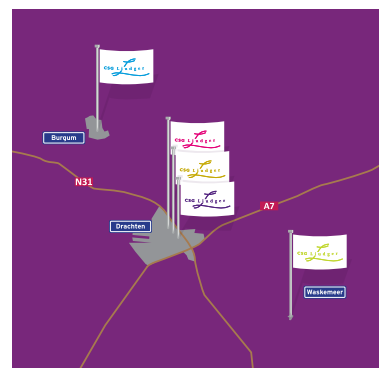 CSG Liudger
Burgum
CSG Liudger
CSG Liudger
N31
CSG Liudger
A7
Drachten
CSG Liudger
Waskemeer